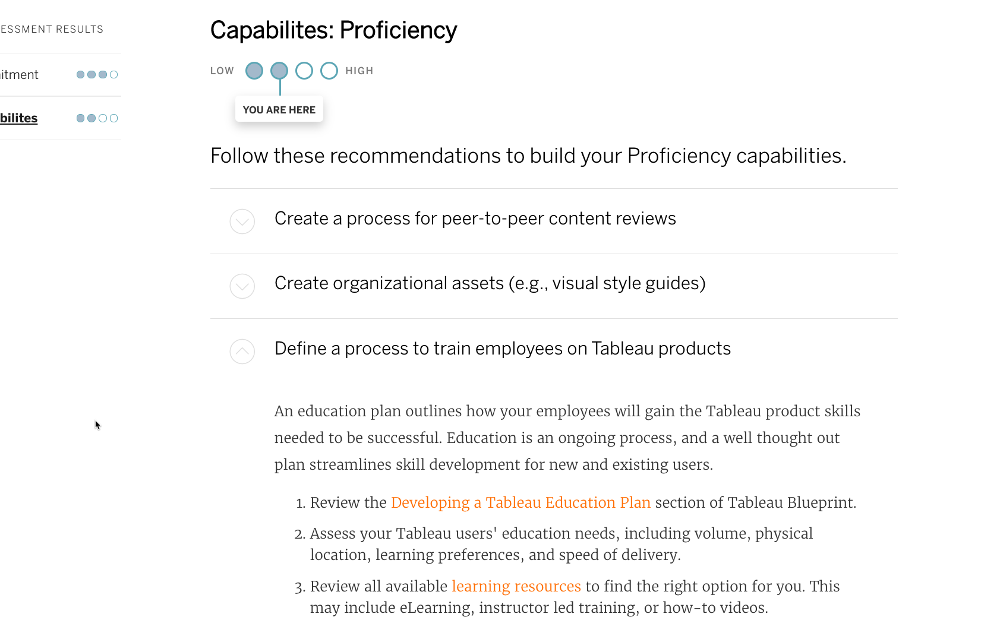 ESSMENT RESULTS
itment
bilites
Capabilites: Proficiency
LOW HIGH
YOU ARE HERE
Follow these recommendations to build your Proficiency capabilities.
Create a process for peer-to-peer content reviews
Create organizational assets (e.g., visual style guides)
Define a process to train employees on Tableau products
An education plan outlines how your employees will gain the Tableau product skills
needed to be successful. Education is an ongoing process, and a well thought out
plan streamlines skill development for new and existing users.
1. Review the Developing a Tableau Education Plan section of Tableau Blueprint.
2. Assess your Tableau users' education needs, including volume, physical
location, learning preferences, and speed of delivery.
3. Review all available learning resources to find the right option for you. This
may include eLearning, instructor led training, or how-to videos.